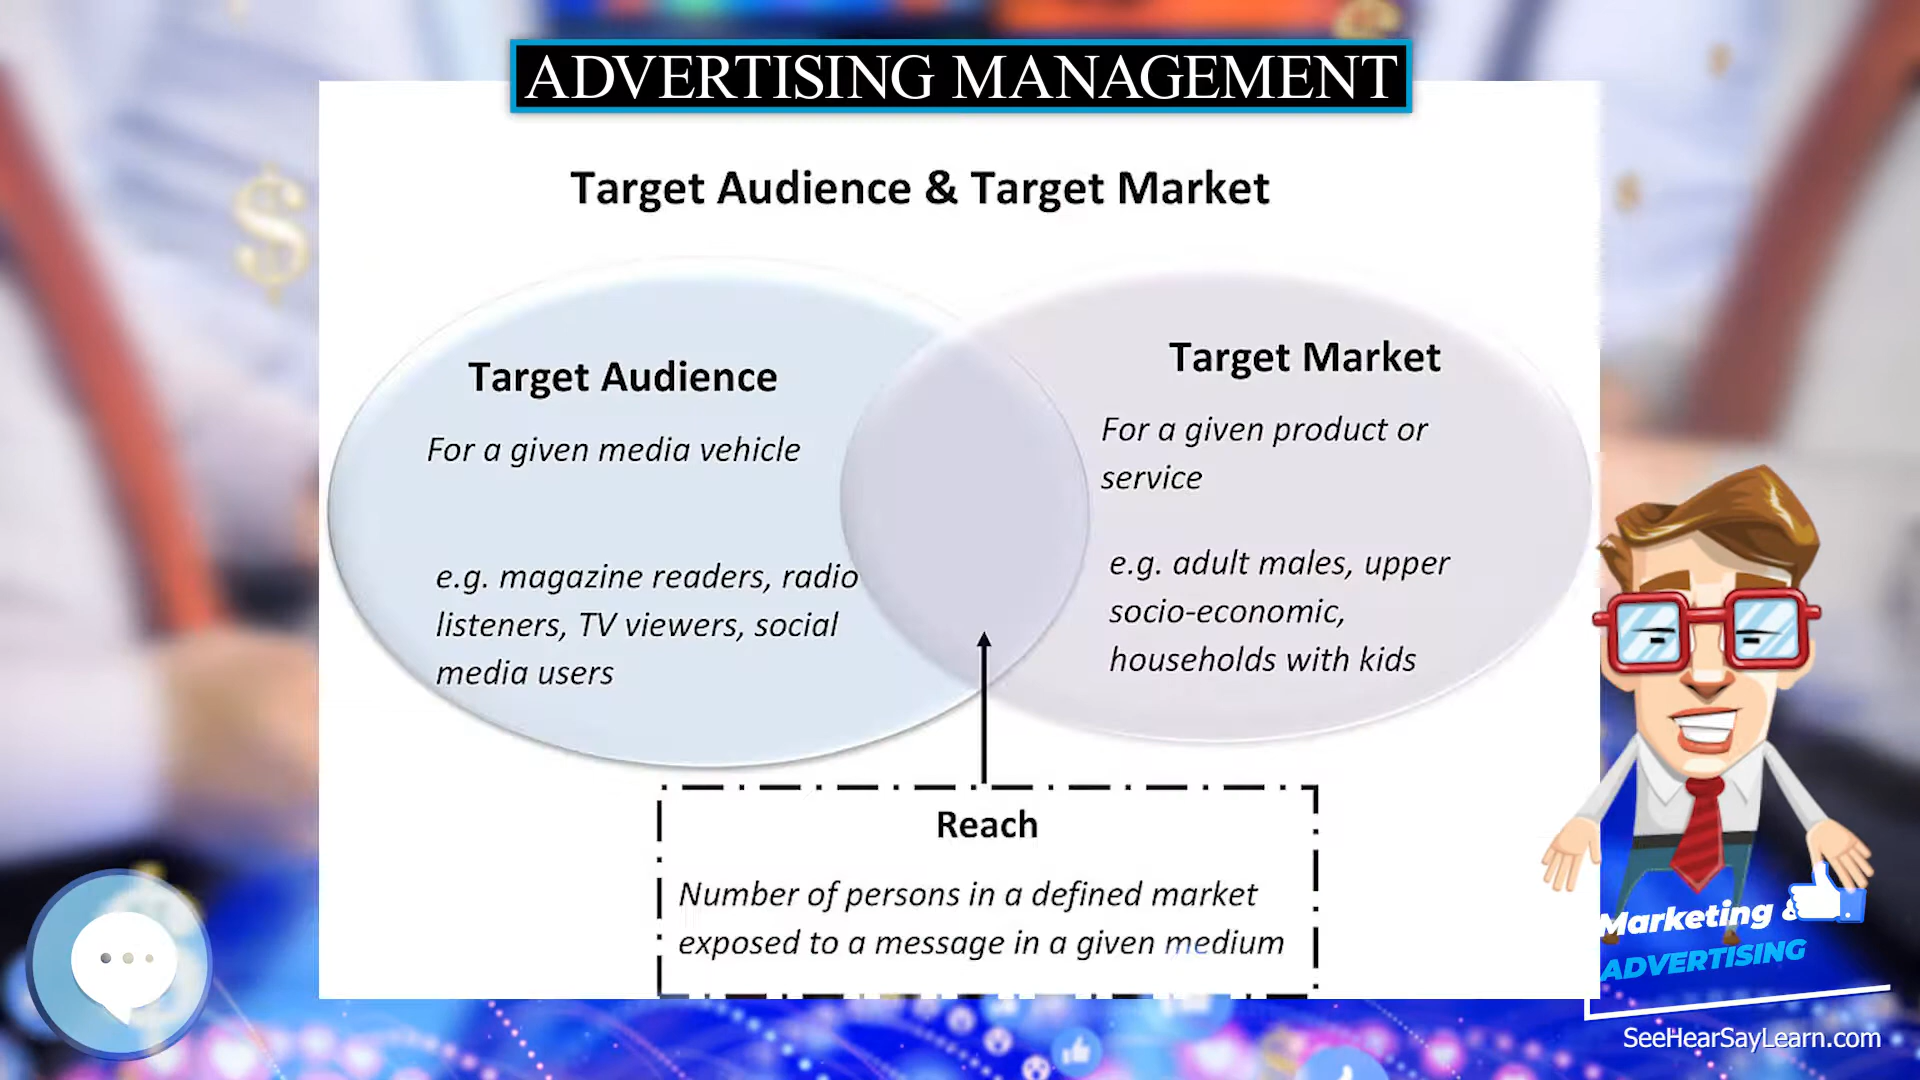 ADVERTISING MANAGEMENT
Target Audience & Target Market
Target Audience
For a given media vehicle
e.g. magazine readers, radio
listeners, TV viewers, social
media users
Target Market
For a given product or
service
e.g. adult males, upper
socio-economic,
households with kids
Reach
Number of persons in a defined market
exposed to a message in a given medium
Marketing &
ADVERTISING
SeeHearSayLearn.com